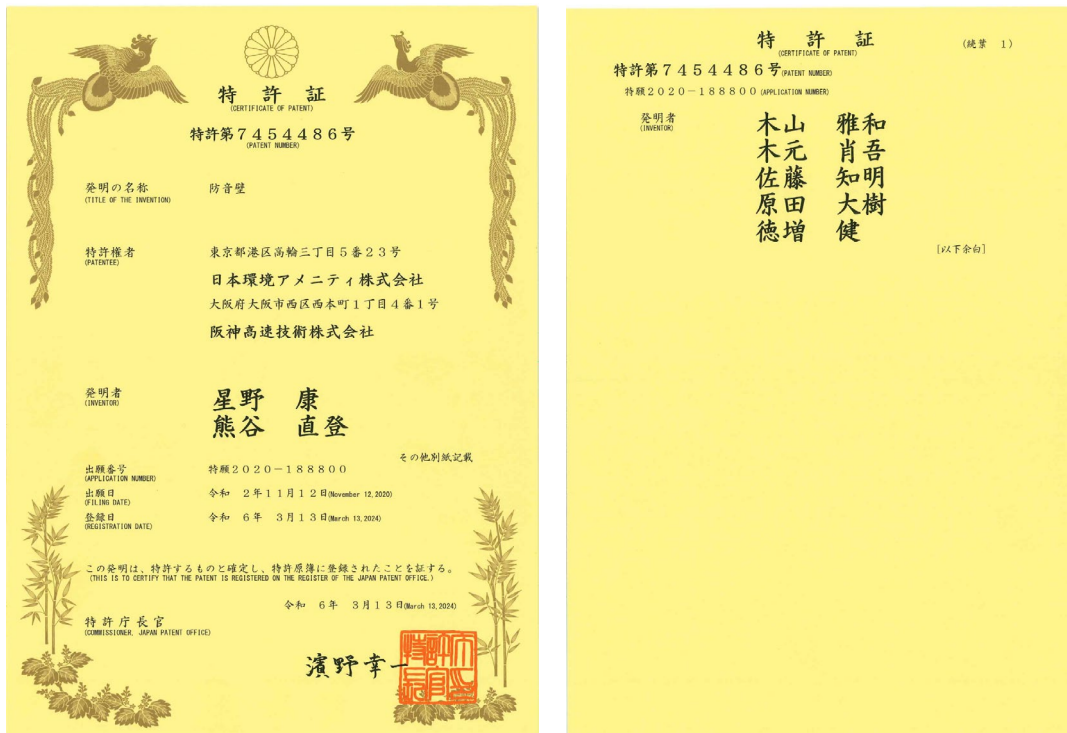 特許証
(CERTIFICATE OF PATENT)
特許第7454486号
(PATENT NUMBER)
発明の名称
(TITLE OF THE INVENTION)
防音壁
特許権者
(PATENTEE)
東京都港区高輪三丁目5番23号
日本環境アメニティ株式会社
大阪府大阪市西区西本町1丁目4番1号
阪神高速技術株式会社
発明者
(INVENTOR)
星野 康
熊谷 直登
その他別紙記載
出願番号
(APPLICATION NUMBER)
特願2020-188800
出願日
(FILING DATE)
令和 2年11月12日(November 12,2020)
登録日
(REGISTRATION DATE)
令和 6年 3月13日(March 13,2024)
この発明は、特許するものと確定し、特許原簿に登録されたことを証する。
(THIS IS TO CERTIFY THAT THE PATENT IS REGISTERED ON THE REGISTER OF THE JAPAN PATENT OFFICE.)
令和 6年 3月13日(March 13,2024)
特許庁長官
(COMMISSIONER, JAPAN PATENT OFFICE)
濱野幸一
特許証
(CERTIFICATE OF PATENT)
(続葉 1)
特許第7454486号(PATENT NUMBER)
特願2020-188800(APPLICATION NUMBER)
発明者
(INVENTOR)
木山 雅和
木元 肖吾
佐藤 知明
原田 大樹
徳増 健
[以下余白]